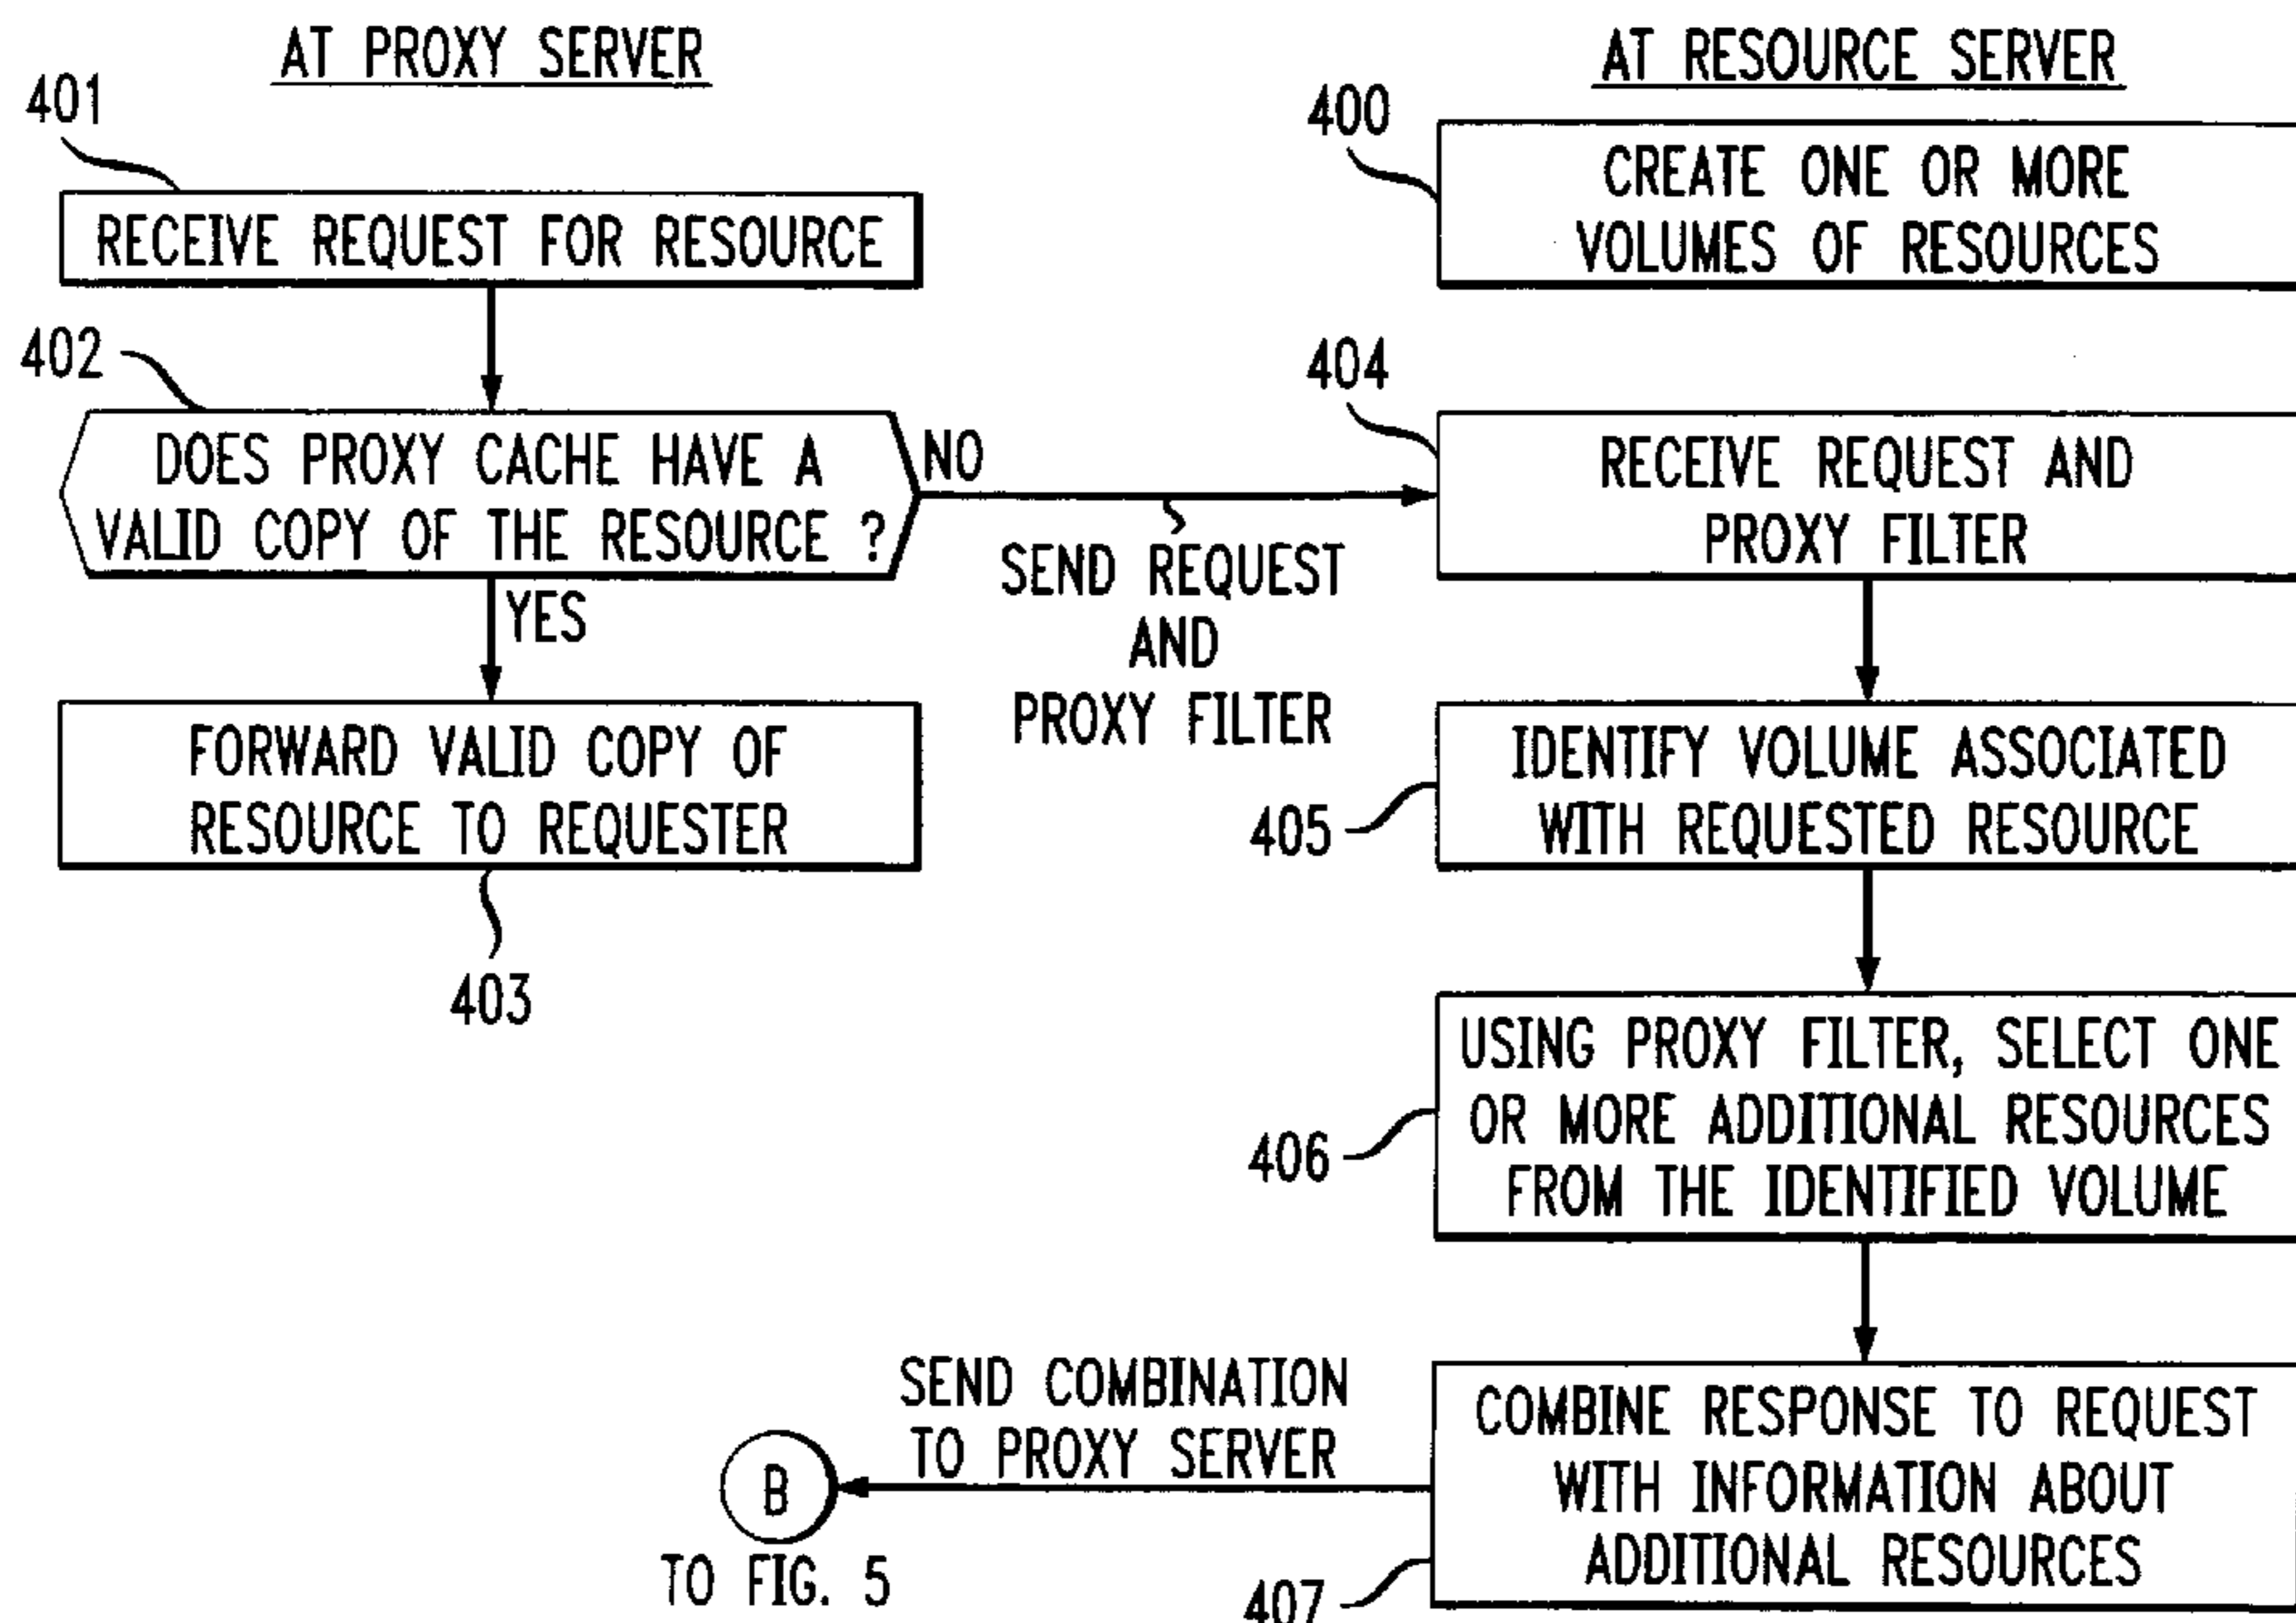 AT PROXY SERVER
401
RECEIVE REQUEST FOR RESOURCE
402
DOES PROXY CACHE HAVE A
VALID COPY OF THE RESOURCE ?
NO
YES
SEND REQUEST
AND
PROXY FILTER
FORWARD VALID COPY OF
RESOURCE TO REQUESTER
403
AT RESOURCE SERVER
400
CREATE ONE OR MORE
VOLUMES OF RESOURCES
404
RECEIVE REQUEST AND
PROXY FILTER
IDENTIFY VOLUME ASSOCIATED
WITH REQUESTED RESOURCE
405
USING PROXY FILTER, SELECT ONE
OR MORE ADDITIONAL RESOURCES
FROM THE IDENTIFIED VOLUME
406
COMBINE RESPONSE TO REQUEST
WITH INFORMATION ABOUT
ADDITIONAL RESOURCES
407
SEND COMBINATION
TO PROXY SERVER
B
TO FIG. 5